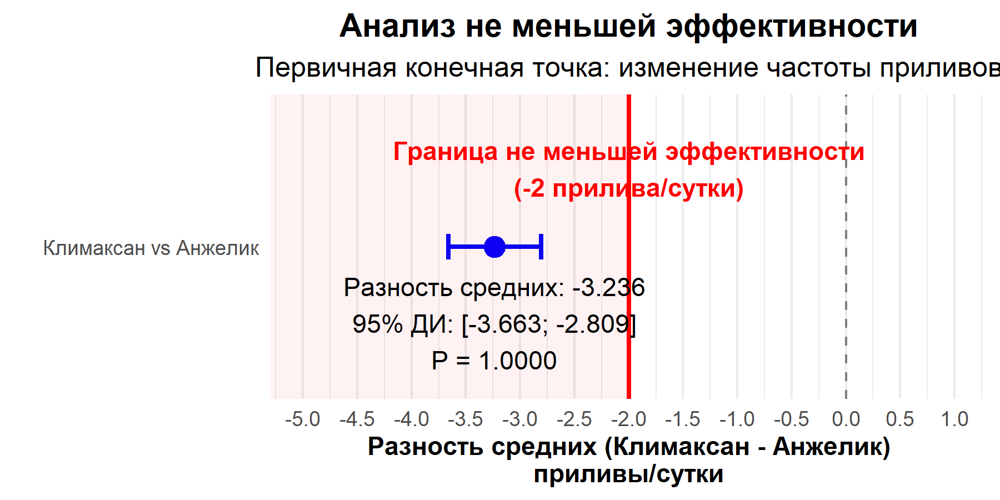 Анализ не меньшей эффективности
Первичная конечная точка: изменение частоты приливов
Граница не меньшей эффективности
(-2 прилива/сутки)
Климаксан vs Анжелик
Разность средних: -3.236
95% ДИ: [-3.663; -2.809]
P = 1.0000
-5.0 -4.5 -4.0 -3.5 -3.0 -2.5 -2.0 -1.5 -1.0 -0.5 0.0 0.5 1.0
Разность средних (Климаксан - Анжелик)
приливы/сутки